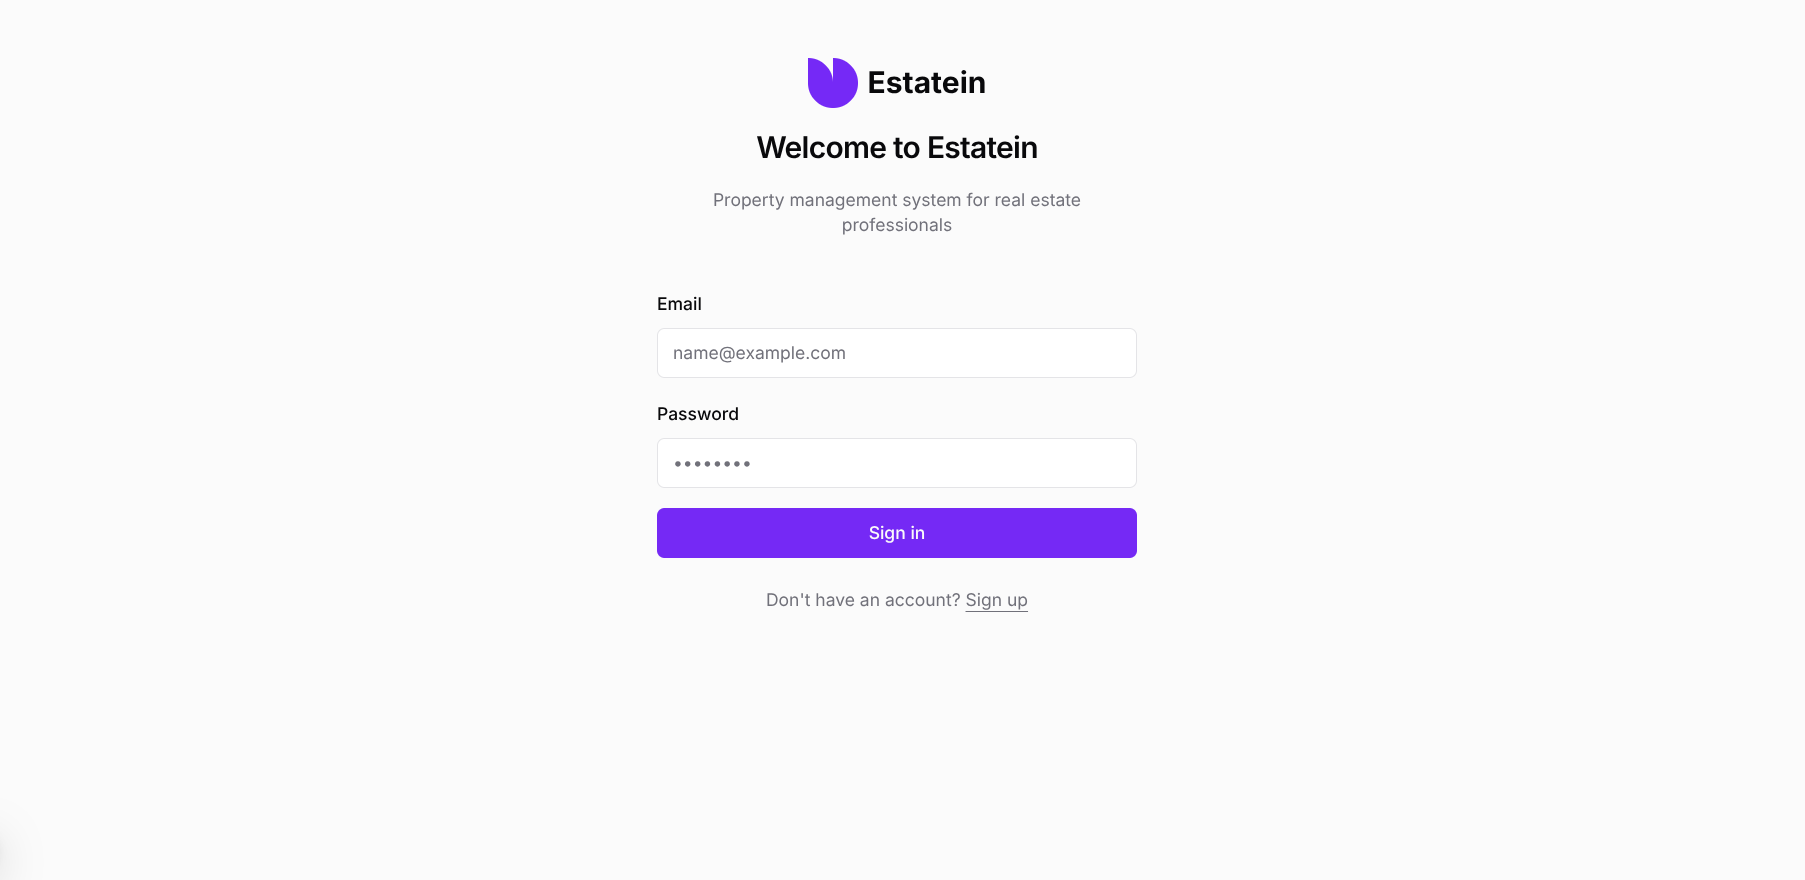 Estatein
Welcome to Estatein
Property management system for real estate
professionals
Email
name@example.com
Password
••••••••
Sign in
Don't have an account? Sign up